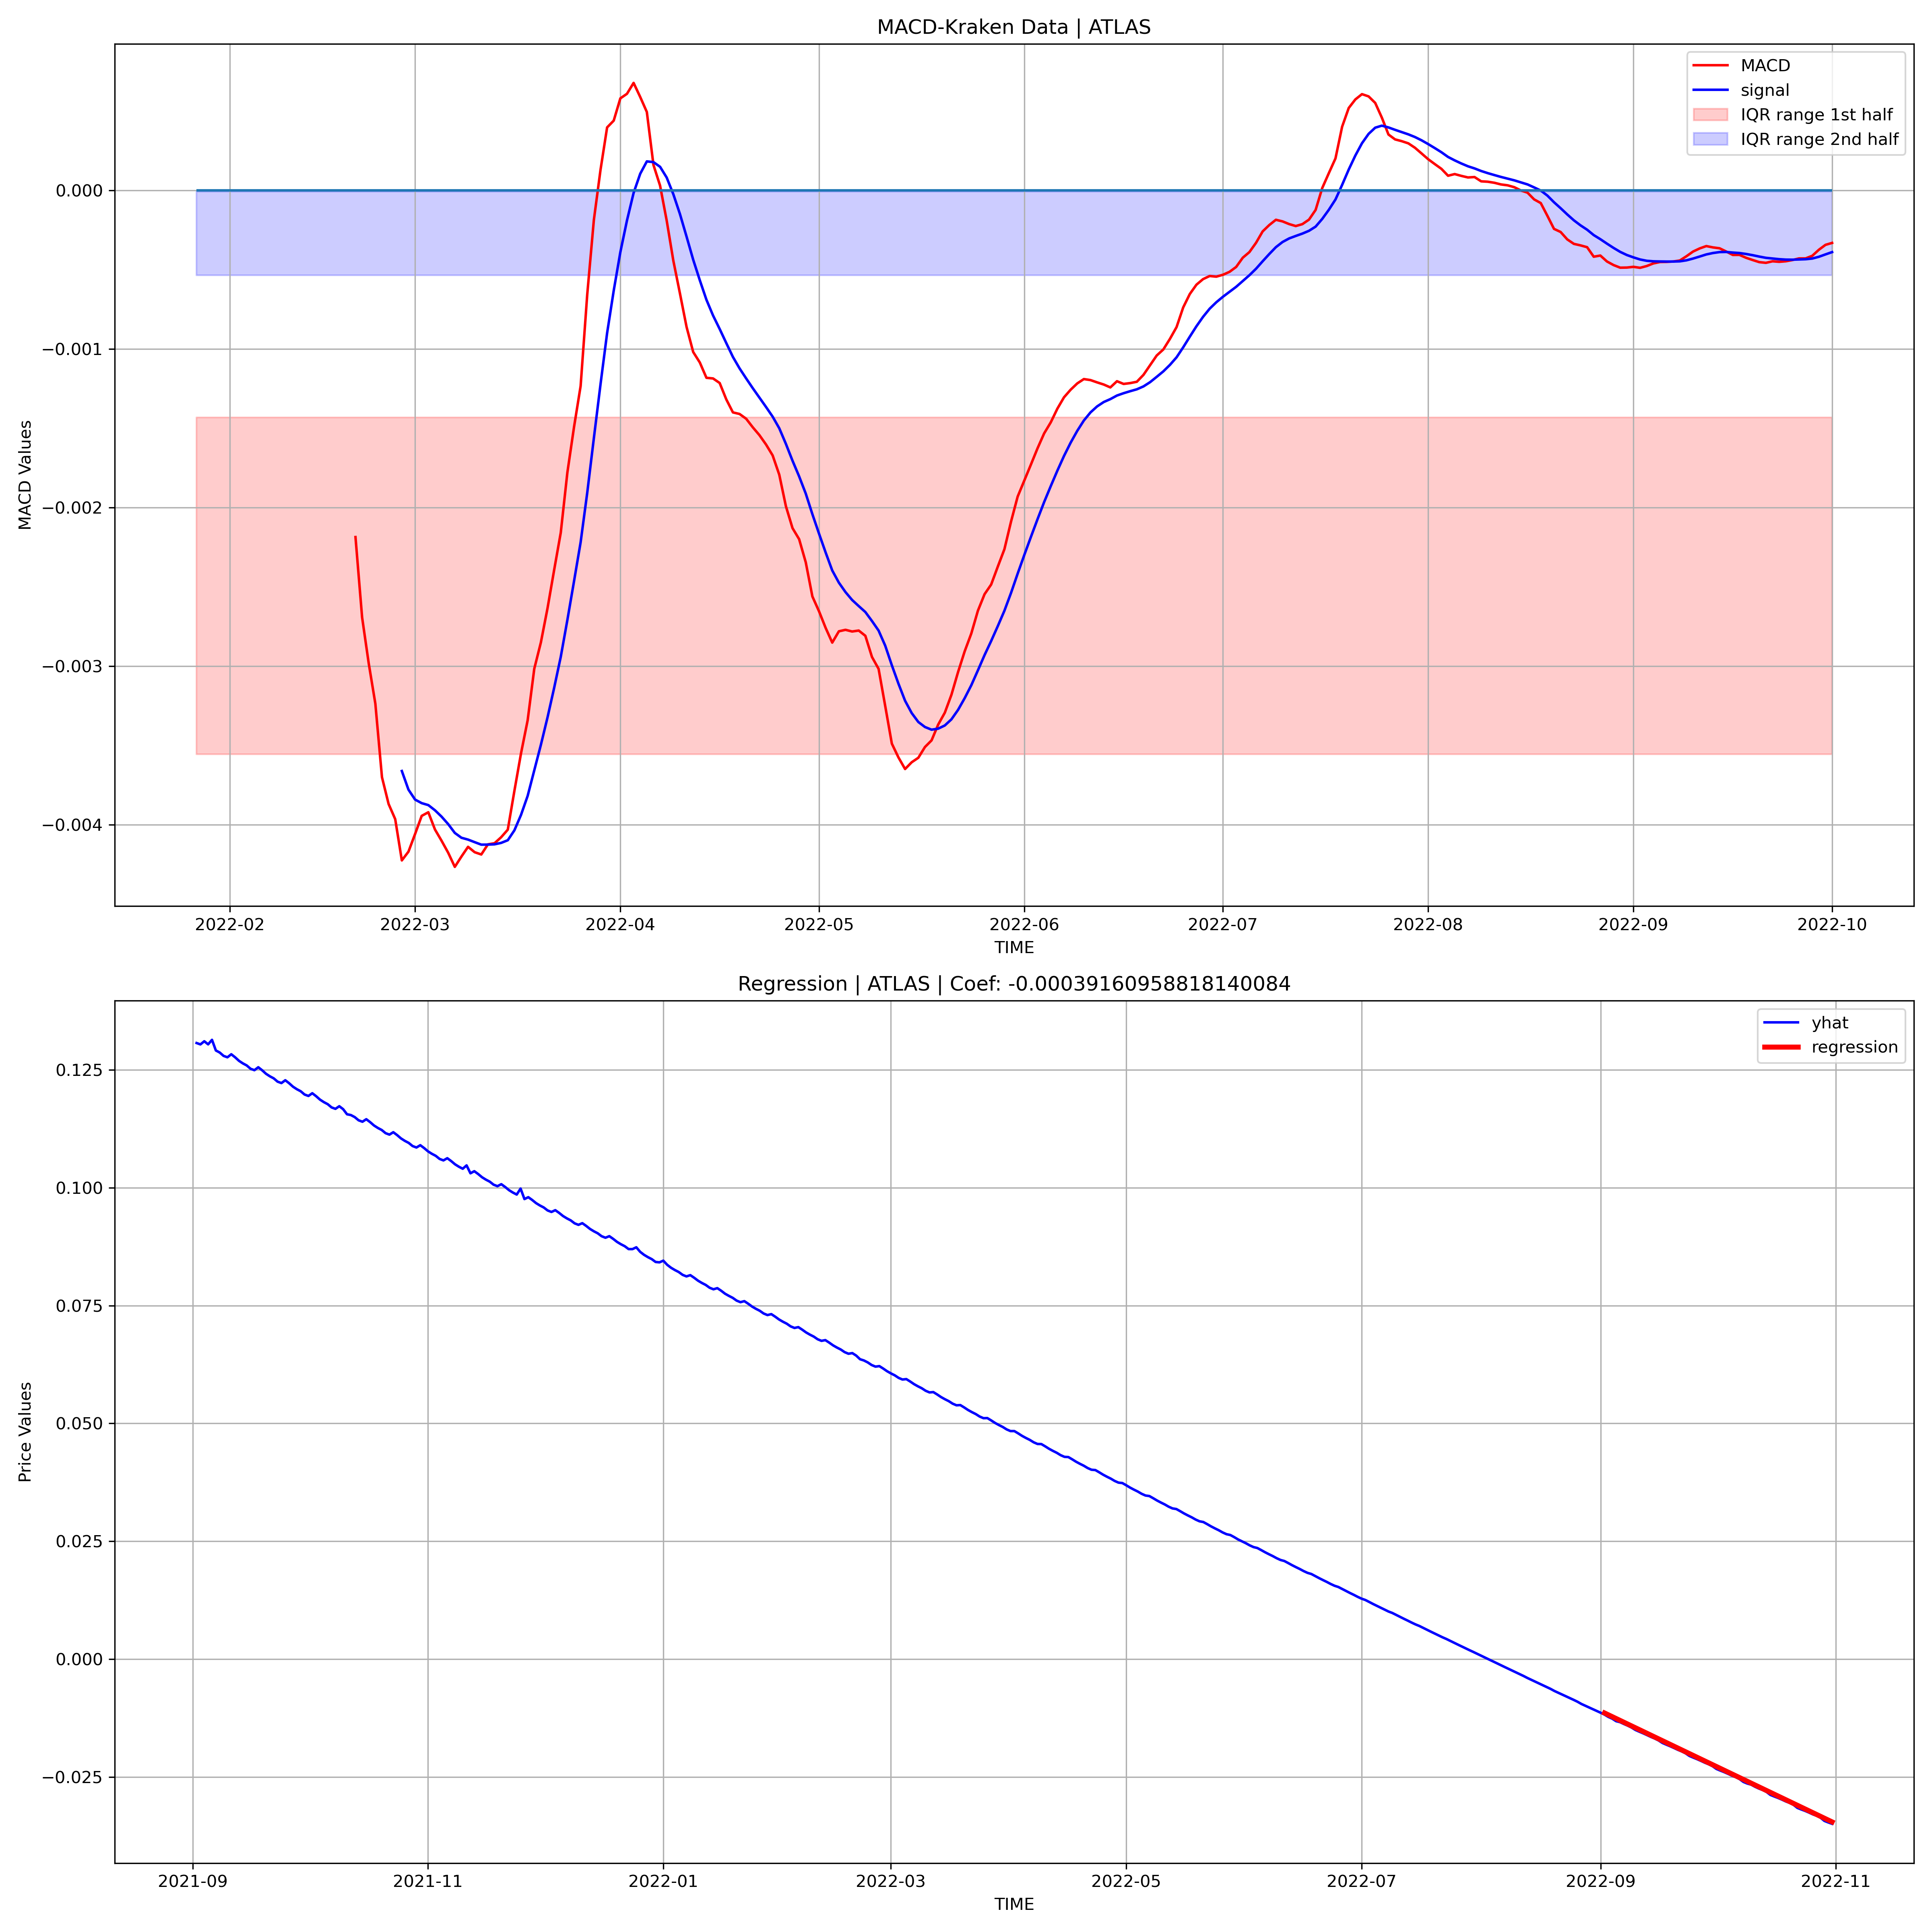 MACD-Kraken Data | ATLAS
MACD
signal
IQR range 1st half
IQR range 2nd half
MACD Values
0.000
−0.001
−0.002
−0.003
−0.004
2022-02 2022-03 2022-04 2022-05 2022-06 2022-07 2022-08 2022-09 2022-10
TIME
Regression | ATLAS | Coef: -0.00039160958818140084
yhat
regression
Price Values
0.125
0.100
0.075
0.050
0.025
0.000
−0.025
2021-09 2021-11 2022-01 2022-03 2022-05 2022-07 2022-09 2022-11
TIME